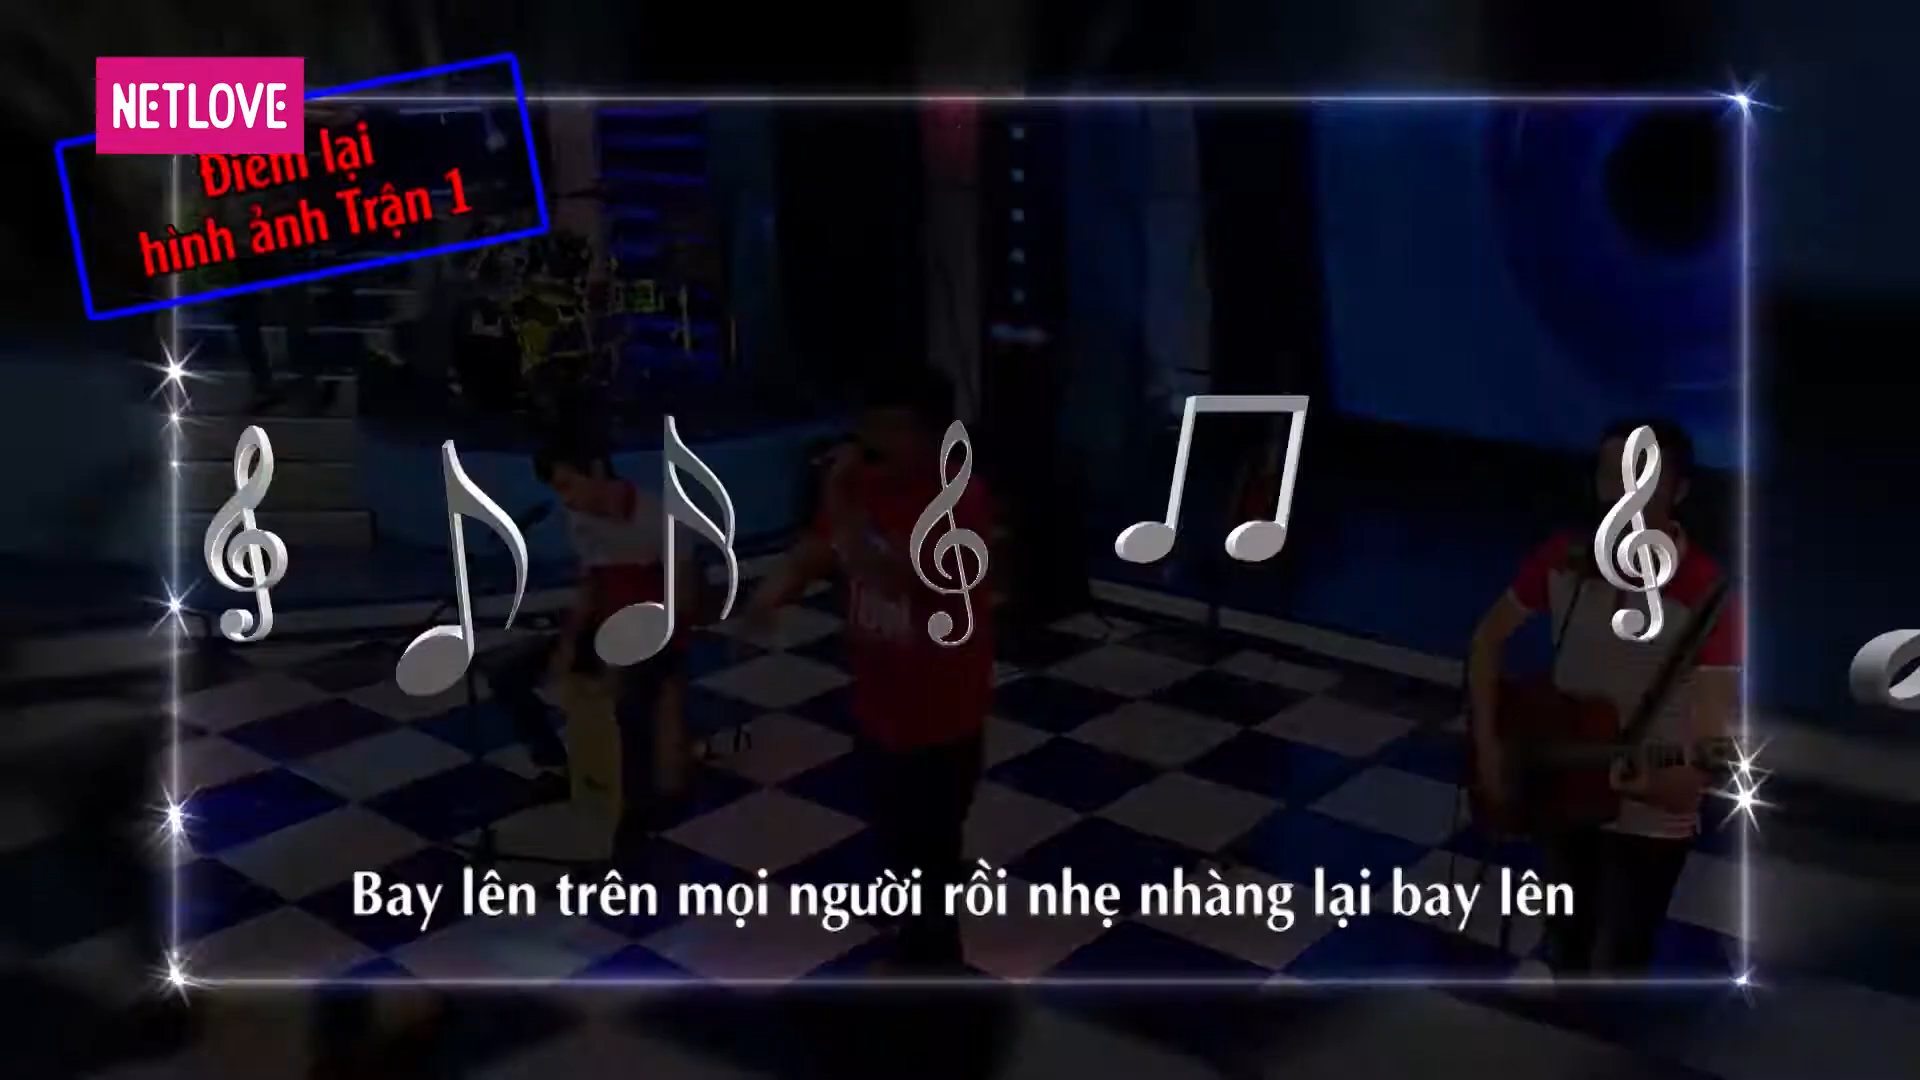 NETLOVE
Điểm lại
hình ảnh Trận 1
Bay lên trên mọi người rồi nhẹ nhàng lại bay lên